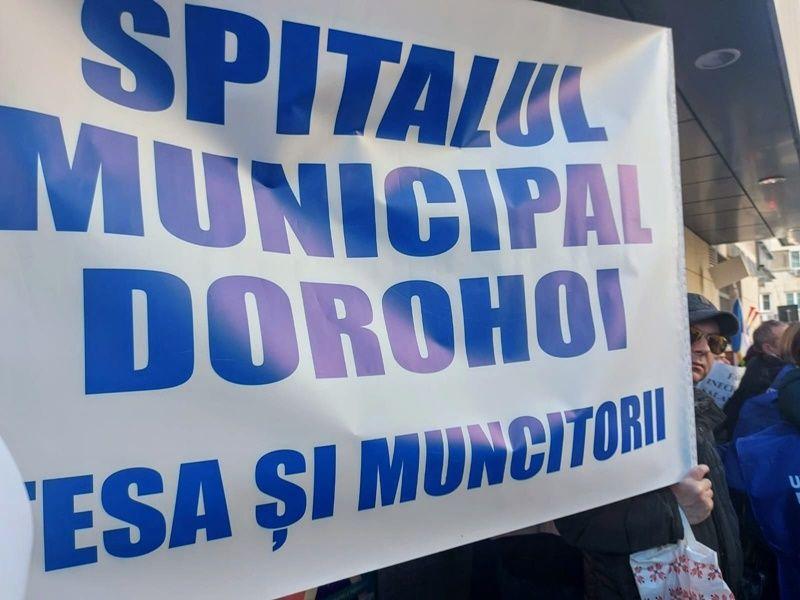 SPITALUL
MUNICIPAL
DOROHOI
TESA ȘI MUNCITORII